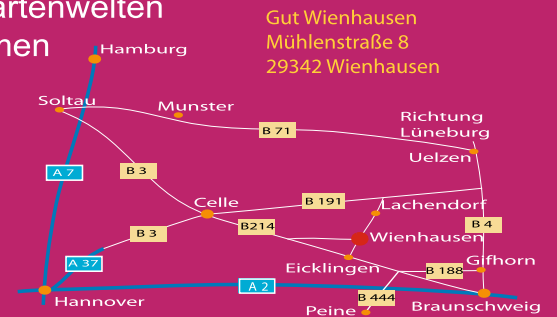 artenwelten
nen
Gut Wienhausen
Mühlenstraße 8
29342 Wienhausen
Hamburg
Soltau
Munster
Richtung
Lüneburg
B 71
Uelzen
A 7
B 3
Celle
B 191
Lachendorf
B 3
B214
B 4
Wienhausen
A 37
Eicklingen
B 188
Gifhorn
A 2
B 444
Hannover
Peine
Braunschweig